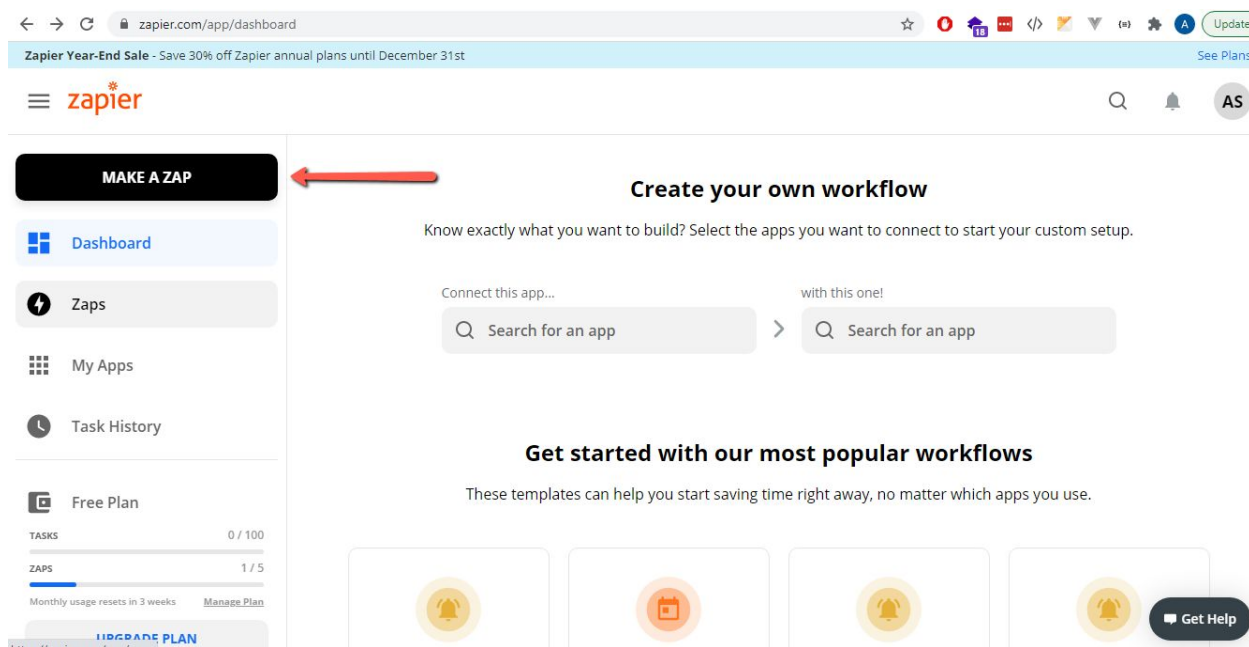 zapier.com/app/dashboard
18
A
Update
Zapier Year-End Sale - Save 30% off Zapier annual plans until December 31st
See Plans
zapier
AS
MAKE A ZAP
Dashboard
Zaps
My Apps
Task History
Free Plan
TASKS 0 / 100
ZAPS 1 / 5
Monthly usage resets in 3 weeks Manage Plan
UPGRADE PLAN
Create your own workflow
Know exactly what you want to build? Select the apps you want to connect to start your custom setup.
Connect this app... with this one!
Search for an app Search for an app
Get started with our most popular workflows
These templates can help you start saving time right away, no matter which apps you use.
Get Help